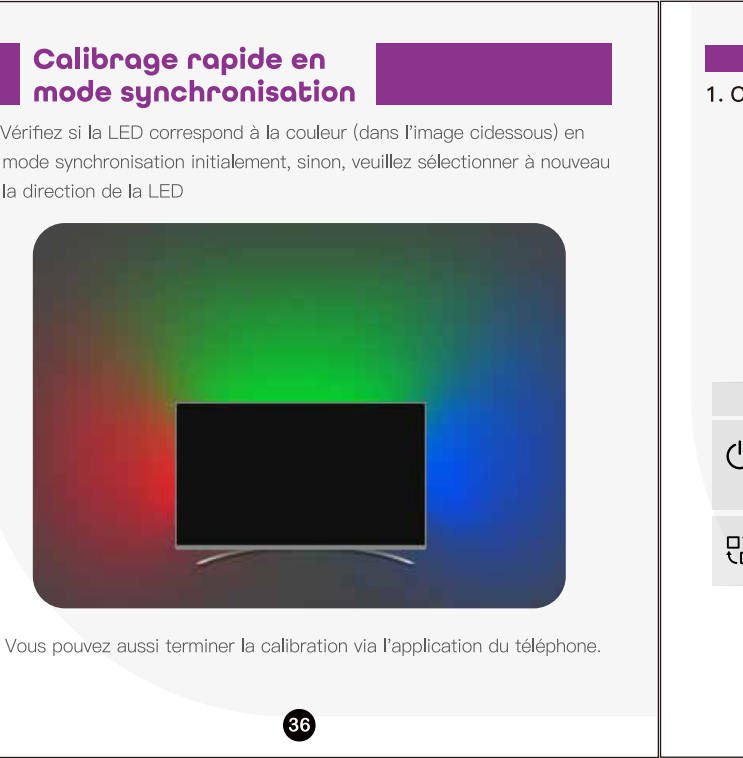 Calibrage rapide en
mode synchronisation
Vérifiez si la LED correspond à la couleur (dans l'image cidessous) en
mode synchronisation initialement, sinon, veuillez sélectionner à nouveau
la direction de la LED
Vous pouvez aussi terminer la calibration via l'application du téléphone.
36
1.